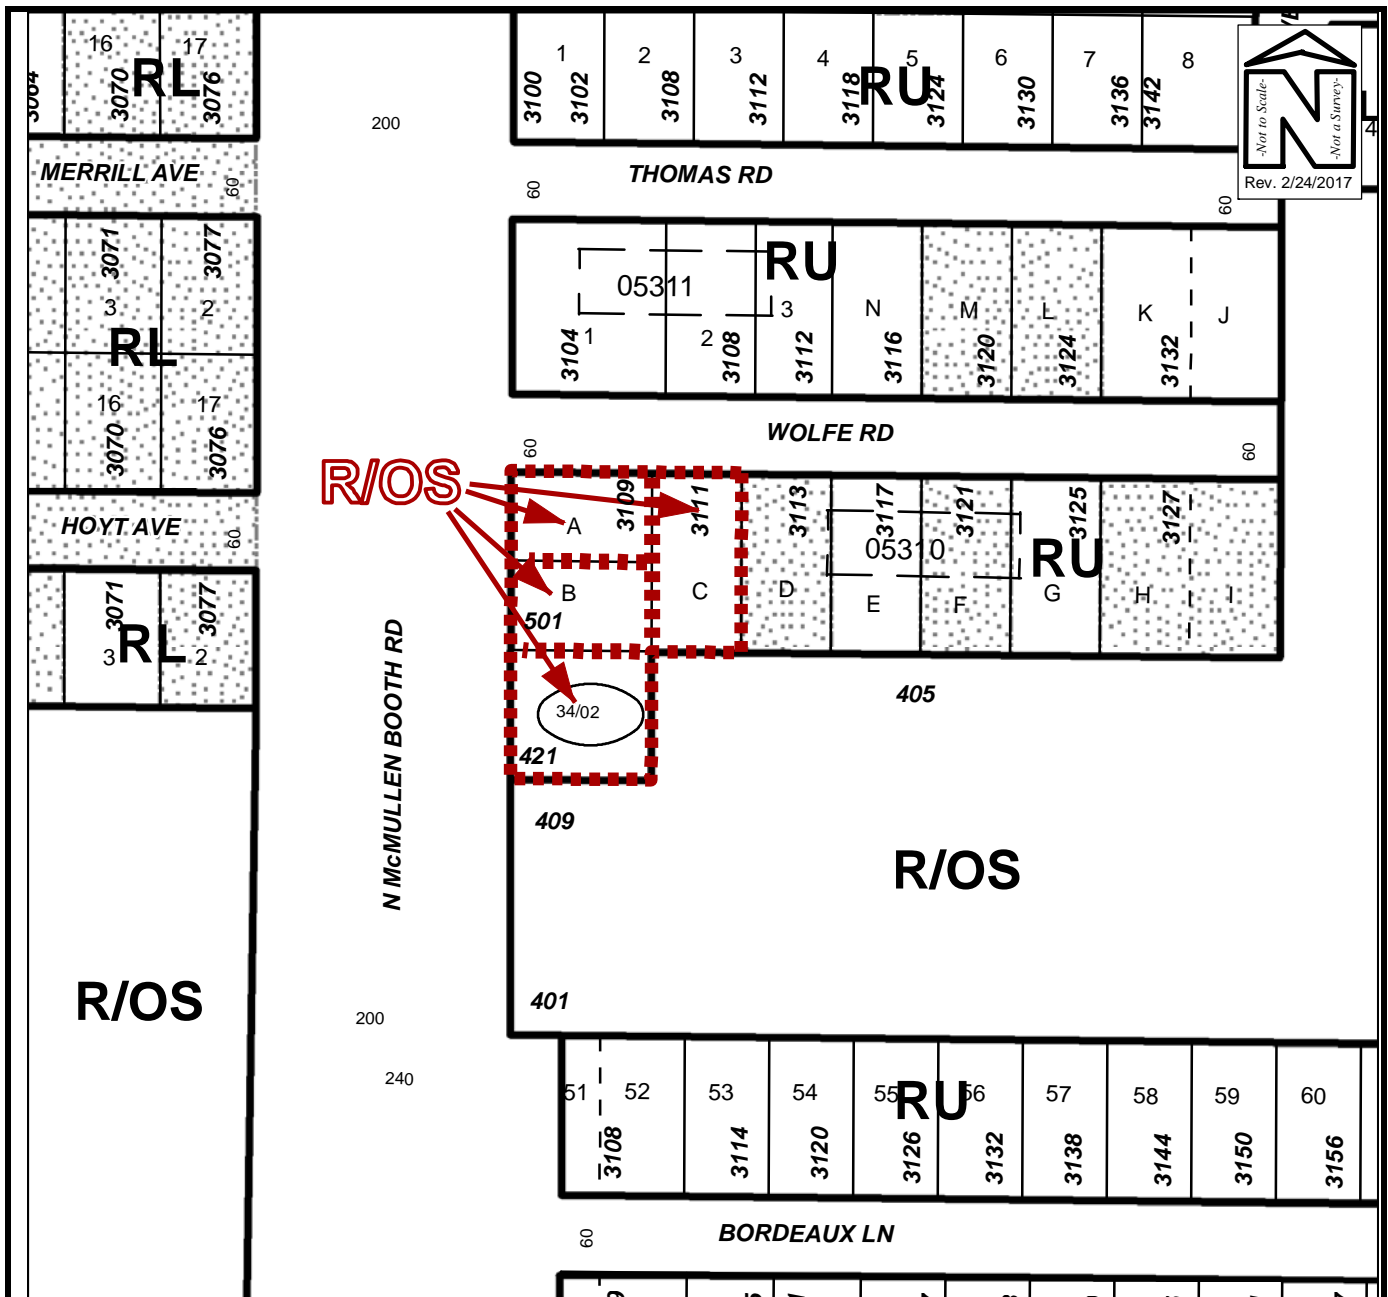 16 17
RL
3070 3076
1 2 3 4 5 6 7 8
RU
3100 3102 3108 3112 3118 3124 3130 3136 3142
-Not to Scale-
-Not a Survey-
Rev. 2/24/2017
4
200
MERRILL AVE
60
THOMAS RD
60
60
3071 3077
3 2
RL
16 17
3070 3076
RU
05311
1 2 3 N M L K J
3104 3108 3112 3116 3120 3124 3132
WOLFE RD
60
60
HOYT AVE
60
R/OS
3109 3111 3113 3117 3121 3125 3127
A
05310
RU
B C D E F G H I
501
3071 3077
RL
3 2
34/02
421
405
N McMULLEN BOOTH RD
409
R/OS
R/OS
401
200
240
51 52 53 54 55 56 57 58 59 60
RU
3108 3114 3120 3126 3132 3138 3144 3150 3156
BORDEAUX LN
60